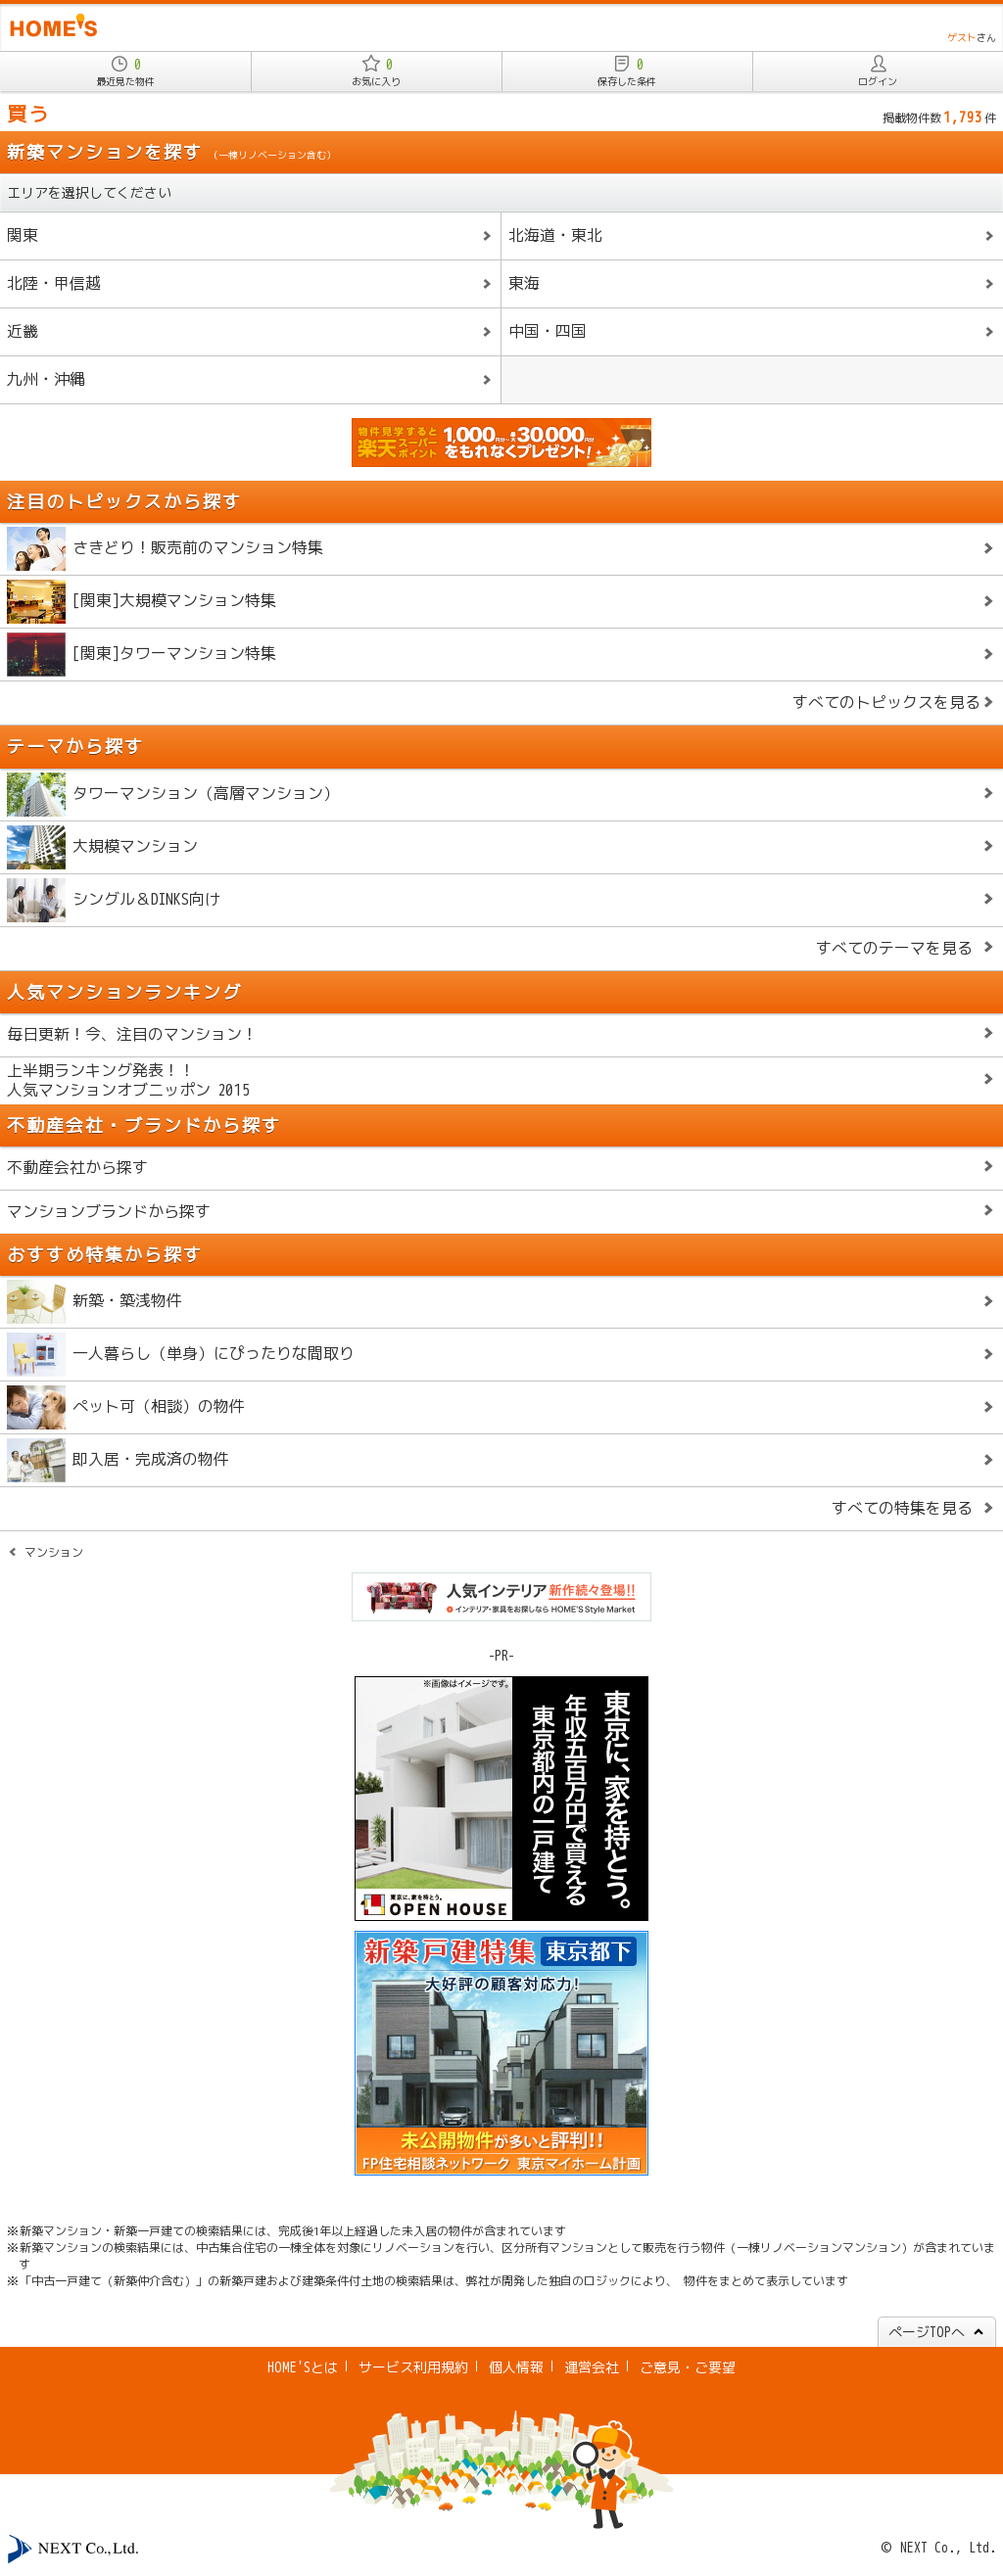 HOME'S
ゲストさん
0
最近見た物件
0
お気に入り
0
保存した条件
ログイン
買う
掲載物件数 1,793 件
新築マンションを探す （一棟リノベーション含む）
エリアを選択してください
関東
北海道・東北
北陸・甲信越
東海
近畿
中国・四国
九州・沖縄
物件見学すると
楽天スーパーポイント
1,000円分〜最大30,000円分
をもれなくプレゼント!
注目のトピックスから探す
さきどり！販売前のマンション特集
[関東]大規模マンション特集
[関東]タワーマンション特集
すべてのトピックスを見る
テーマから探す
タワーマンション（高層マンション）
大規模マンション
シングル＆DINKS向け
すべてのテーマを見る
人気マンションランキング
毎日更新！今、注目のマンション！
上半期ランキング発表！！
人気マンションオブニッポン 2015
不動産会社・ブランドから探す
不動産会社から探す
マンションブランドから探す
おすすめ特集から探す
新築・築浅物件
一人暮らし（単身）にぴったりな間取り
ペット可（相談）の物件
即入居・完成済の物件
すべての特集を見る
マンション
人気インテリア新作続々登場!!
インテリア・家具をお探しなら HOME'S Style Market
-PR-
※画像はイメージです。
東京に、家を持とう。
年収五百万円で買える
東京都内の一戸建て
東京に、家を持とう。
OPEN HOUSE
新築戸建特集 東京都下
大好評の顧客対応力!
未公開物件が多いと評判!!
FP住宅相談ネットワーク 東京マイホーム計画
※新築マンション・新築一戸建ての検索結果には、完成後1年以上経過した未入居の物件が含まれています
※新築マンションの検索結果には、中古集合住宅の一棟全体を対象にリノベーションを行い、区分所有マンションとして販売を行う物件（一棟リノベーションマンション）が含まれていま
す
※「中古一戸建て（新築仲介含む）」の新築戸建および建築条件付土地の検索結果は、弊社が開発した独自のロジックにより、 物件をまとめて表示しています
ページTOPへ
HOME'Sとは | サービス利用規約 | 個人情報 | 運営会社 | ご意見・ご要望
NEXT Co.,Ltd.
© NEXT Co., Ltd.